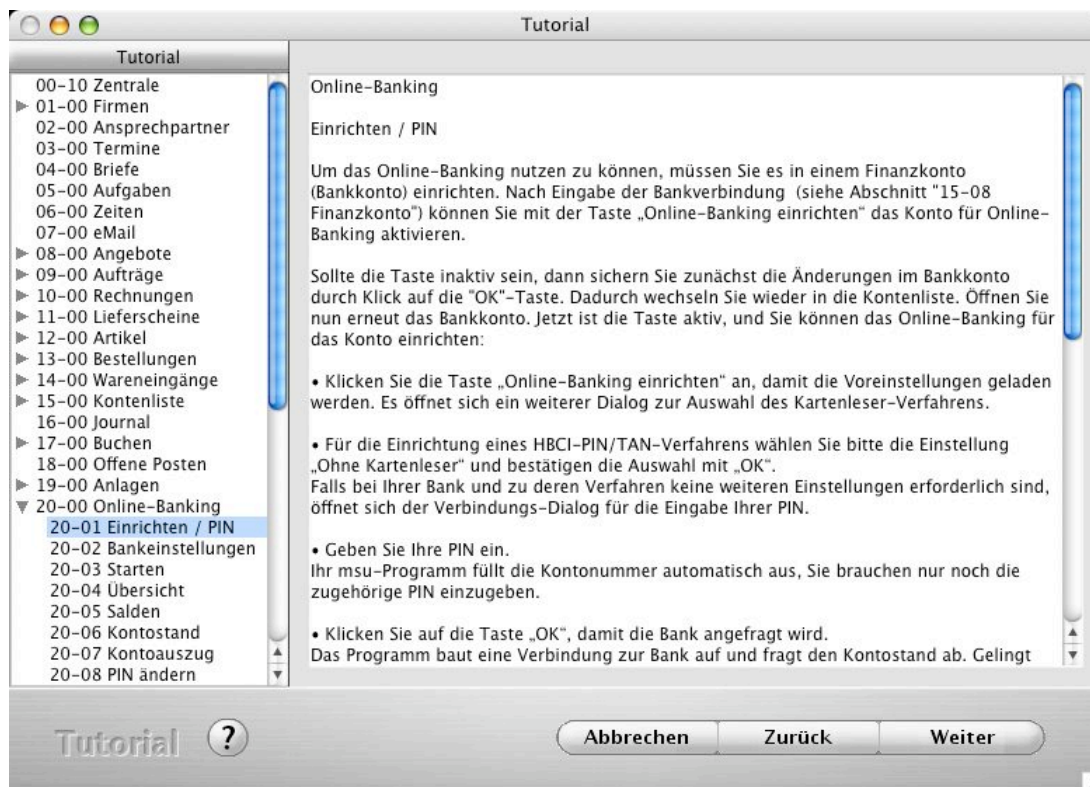 Tutorial
Tutorial
00-10 Zentrale
01-00 Firmen
02-00 Ansprechpartner
03-00 Termine
04-00 Briefe
05-00 Aufgaben
06-00 Zeiten
07-00 eMail
08-00 Angebote
09-00 Aufträge
10-00 Rechnungen
11-00 Lieferscheine
12-00 Artikel
13-00 Bestellungen
14-00 Wareneingänge
15-00 Kontenliste
16-00 Journal
17-00 Buchen
18-00 Offene Posten
19-00 Anlagen
20-00 Online-Banking
20-01 Einrichten / PIN
20-02 Bankeinstellungen
20-03 Starten
20-04 Übersicht
20-05 Salden
20-06 Kontostand
20-07 Kontoauszug
20-08 PIN ändern
Online-Banking
Einrichten / PIN
Um das Online-Banking nutzen zu können, müssen Sie es in einem Finanzkonto
(Bankkonto) einrichten. Nach Eingabe der Bankverbindung (siehe Abschnitt "15-08
Finanzkonto") können Sie mit der Taste „Online-Banking einrichten“ das Konto für Online-
Banking aktivieren.
Sollte die Taste inaktiv sein, dann sichern Sie zunächst die Änderungen im Bankkonto
durch Klick auf die "OK"-Taste. Dadurch wechseln Sie wieder in die Kontenliste. Öffnen Sie
nun erneut das Bankkonto. Jetzt ist die Taste aktiv, und Sie können das Online-Banking für
das Konto einrichten:
• Klicken Sie die Taste „Online-Banking einrichten“ an, damit die Voreinstellungen geladen
werden. Es öffnet sich ein weiterer Dialog zur Auswahl des Kartenleser-Verfahrens.
• Für die Einrichtung eines HBCI-PIN/TAN-Verfahrens wählen Sie bitte die Einstellung
„Ohne Kartenleser“ und bestätigen die Auswahl mit „OK“.
Falls bei Ihrer Bank und zu deren Verfahren keine weiteren Einstellungen erforderlich sind,
öffnet sich der Verbindungs-Dialog für die Eingabe Ihrer PIN.
• Geben Sie Ihre PIN ein.
Ihr msu-Programm füllt die Kontonummer automatisch aus, Sie brauchen nur noch die
zugehörige PIN einzugeben.
• Klicken Sie auf die Taste „OK“, damit die Bank angefragt wird.
Das Programm baut eine Verbindung zur Bank auf und fragt den Kontostand ab. Gelingt
Tutorial
?
Abbrechen
Zurück
Weiter